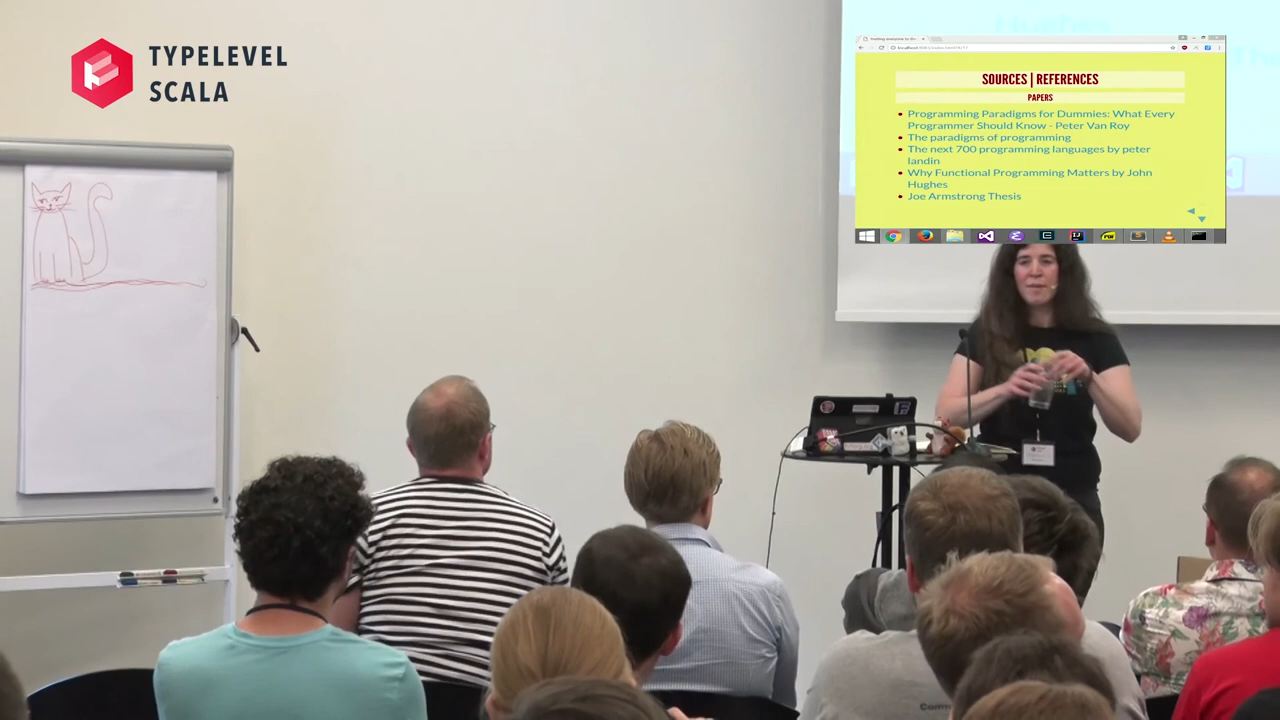 TYPELEVEL
SCALA
Hughes
SOURCES | REFERENCES
PAPERS
Programming Paradigms for Dummies: What Every
Programmer Should Know - Peter Van Roy
The paradigms of programming
The next 700 programming languages by peter
landin
Why Functional Programming Matters by John
Hughes
Joe Armstrong Thesis